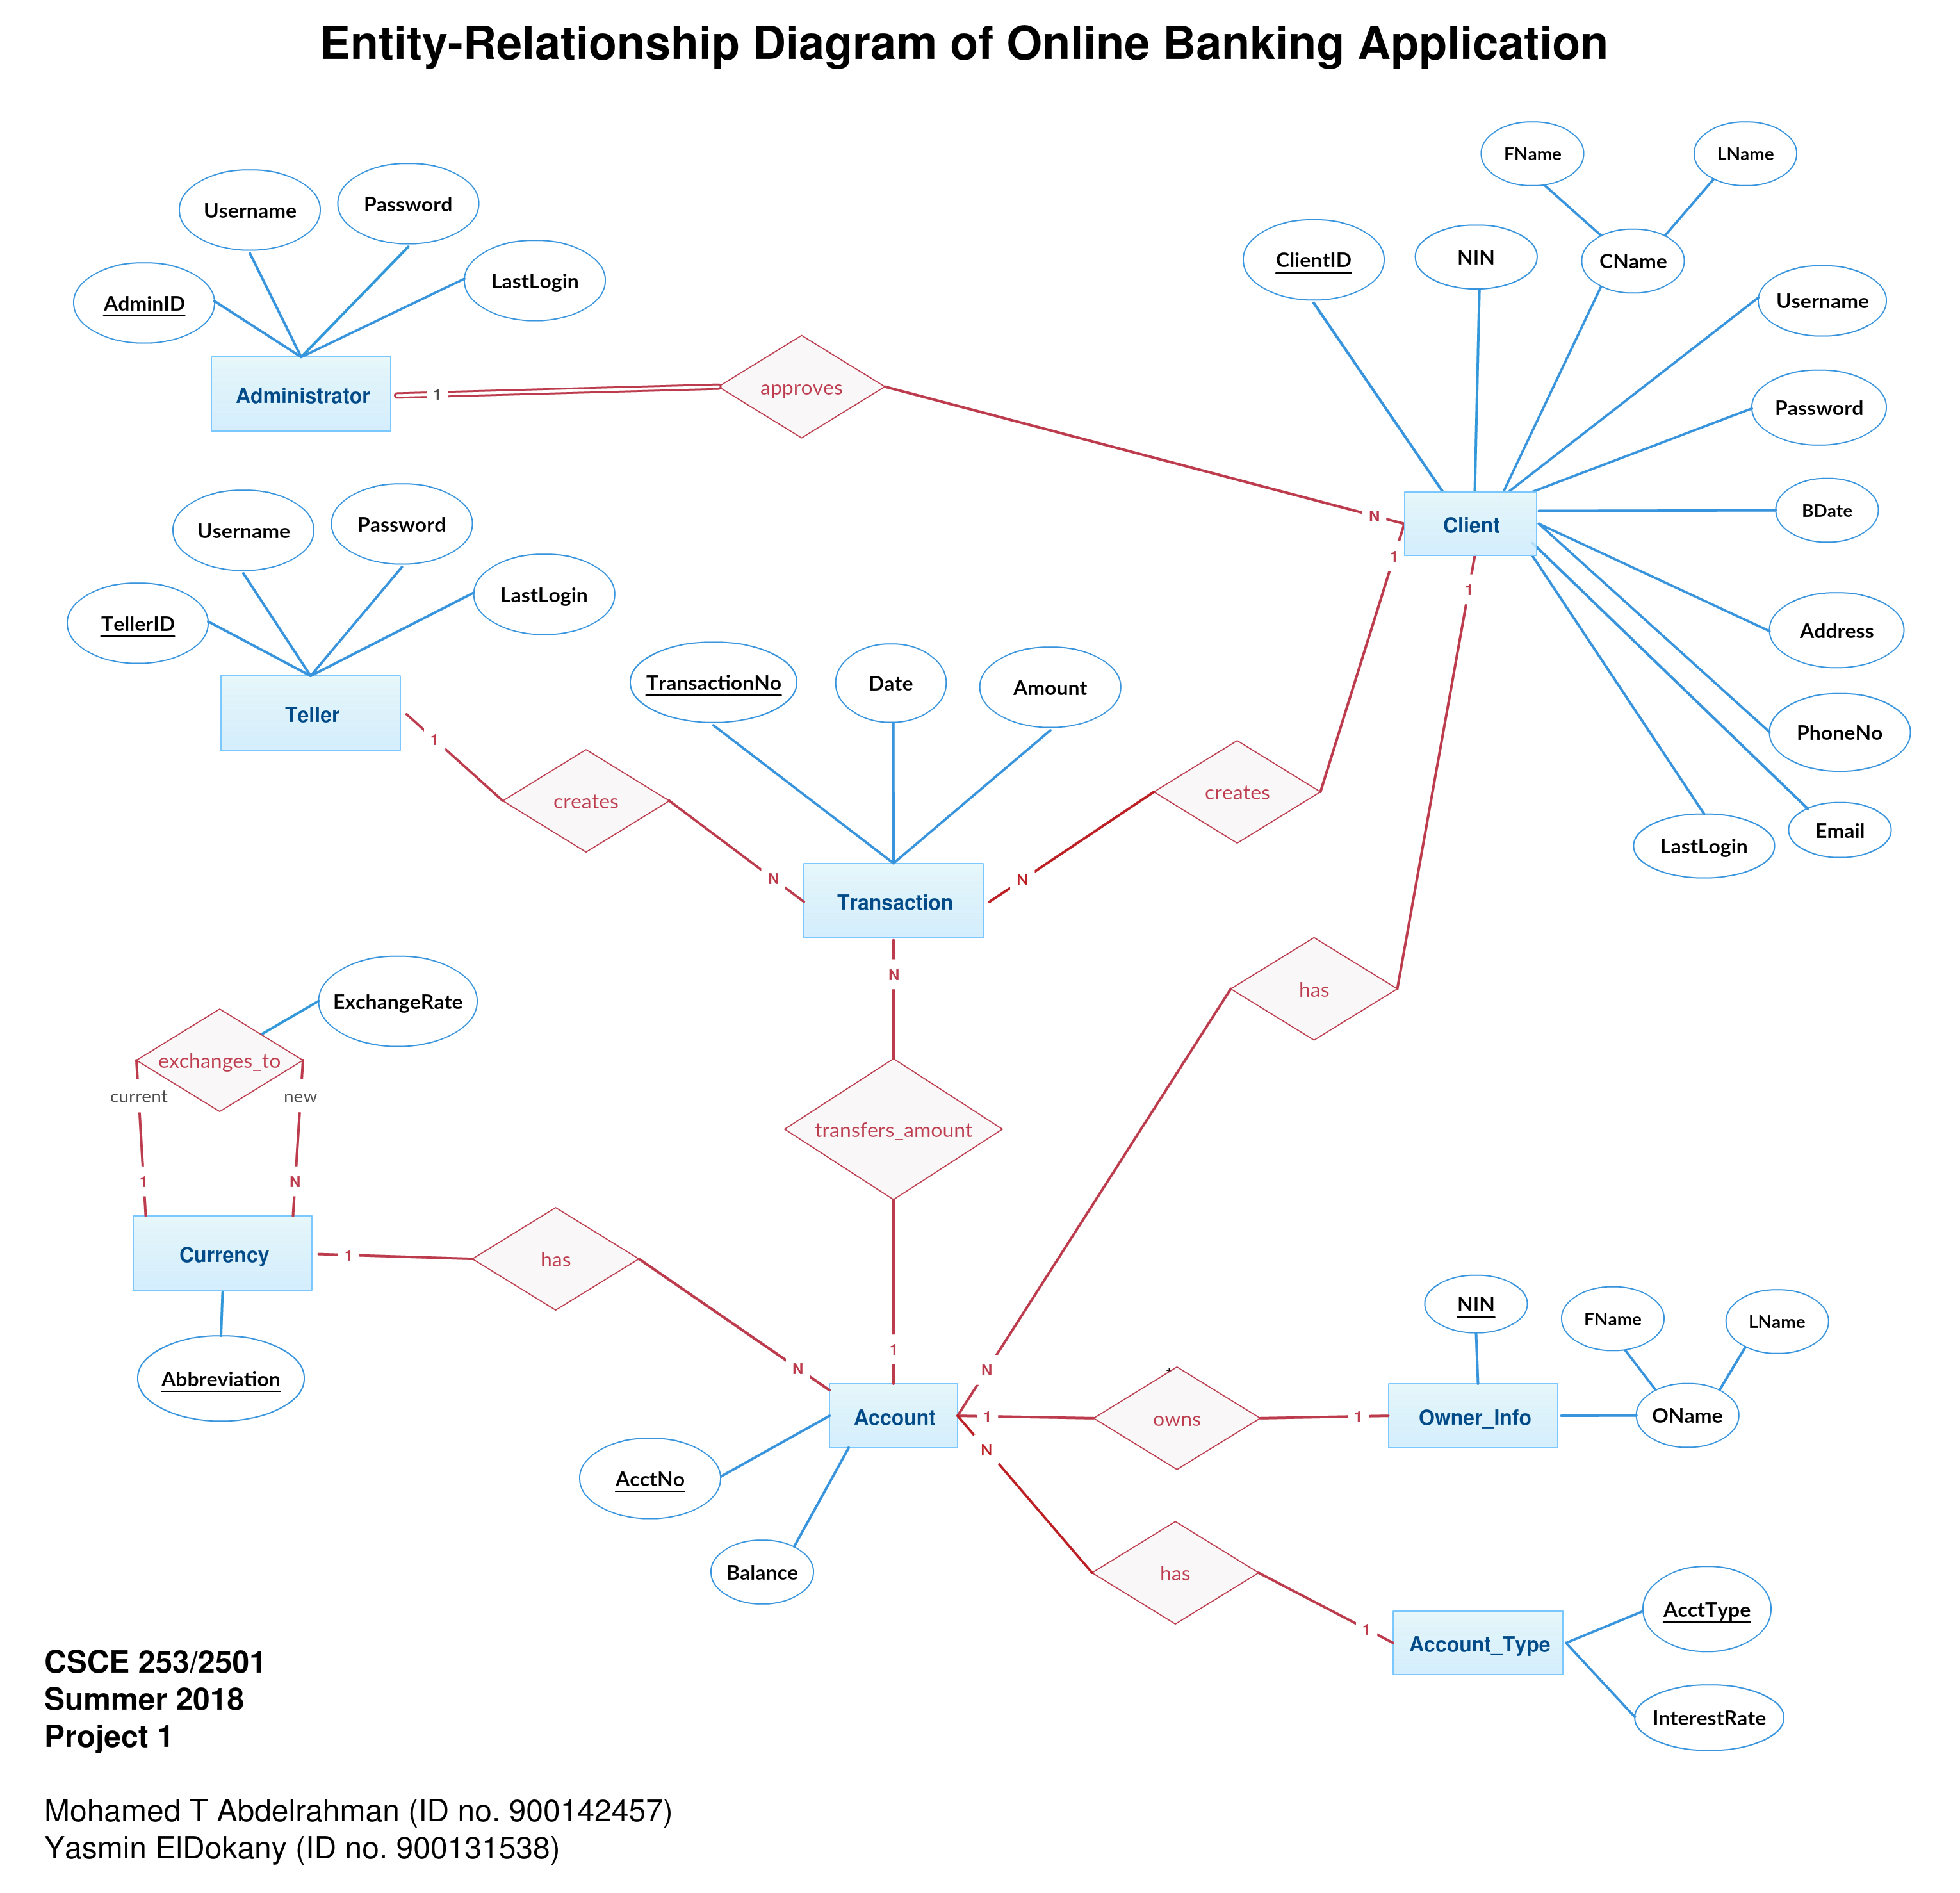 Entity-Relationship Diagram of Online Banking Application
FName
LName
Username
Password
ClientID
NIN
CName
AdminID
LastLogin
Username
Administrator
1
approves
Password
N
Client
BDate
1
1
Username
Password
TellerID
LastLogin
Address
TransactionNo
Date
Amount
Teller
1
PhoneNo
creates
creates
Email
LastLogin
N
N
Transaction
N
has
ExchangeRate
exchanges_to
current
new
transfers_amount
1
N
Currency
1
has
NIN
FName
LName
Abbreviation
N
1
N
Account
1
owns
1
Owner_Info
OName
N
AcctNo
Balance
has
1
AcctType
Account_Type
InterestRate
CSCE 253/2501
Summer 2018
Project 1
Mohamed T Abdelrahman (ID no. 900142457)
Yasmin ElDokany (ID no. 900131538)